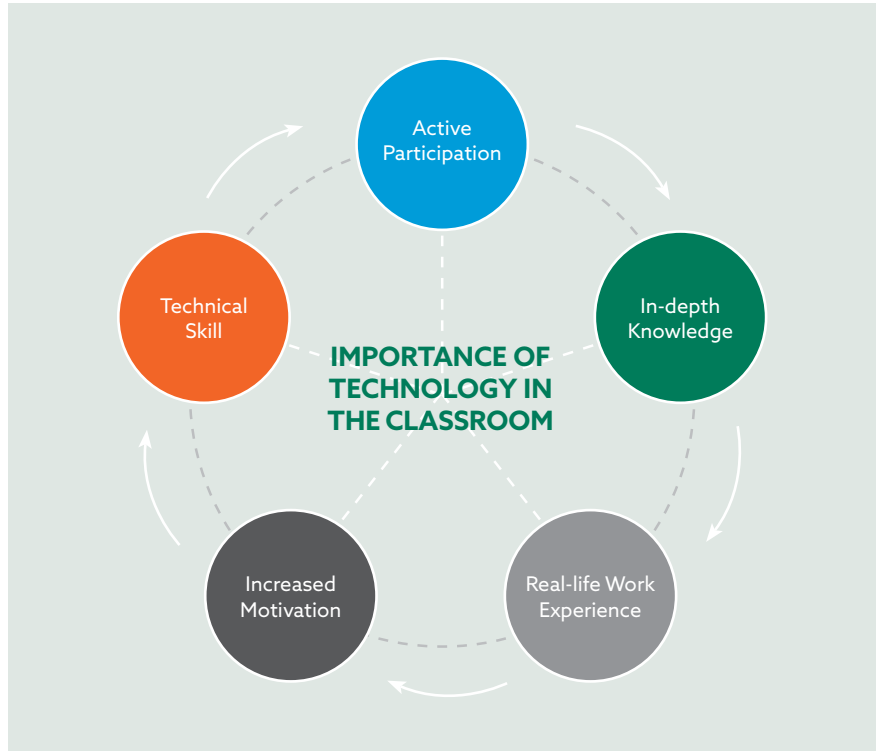 Active
Participation
In-depth
Knowledge
Real-life Work
Experience
Increased
Motivation
Technical
Skill
IMPORTANCE OF
TECHNOLOGY IN
THE CLASSROOM